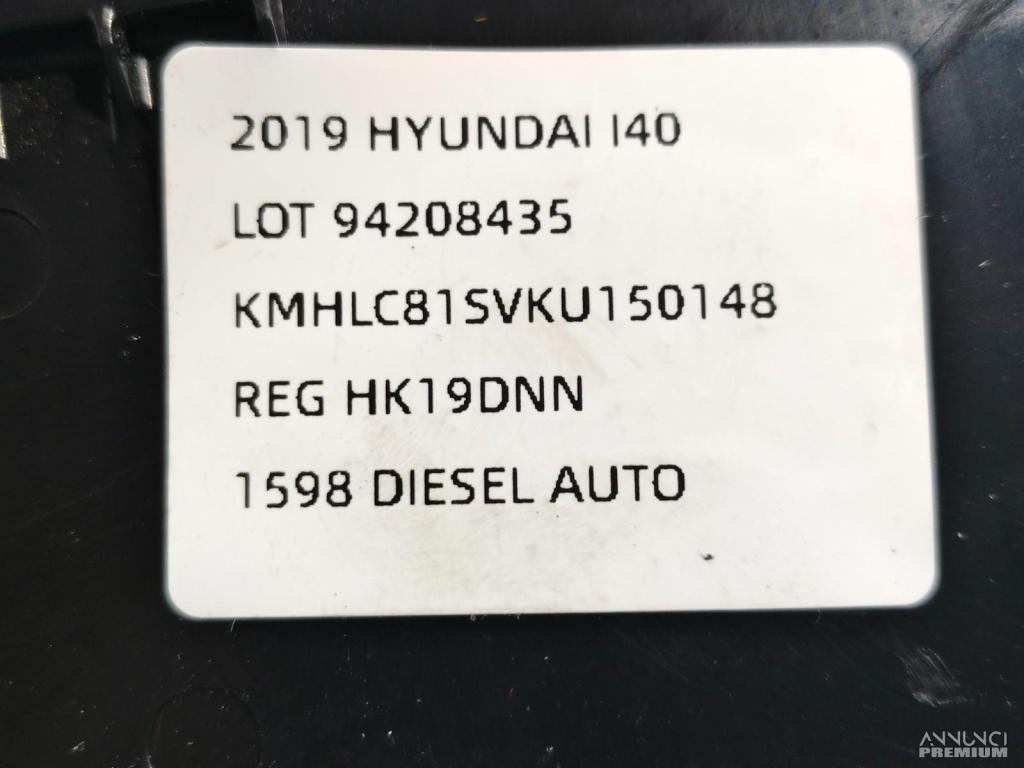 2019 HYUNDAI I40
LOT 94208435
KMHLC81SVKU150148
REG HK19DNN
1598 DIESEL AUTO
ANNUNCI
PREMIUM